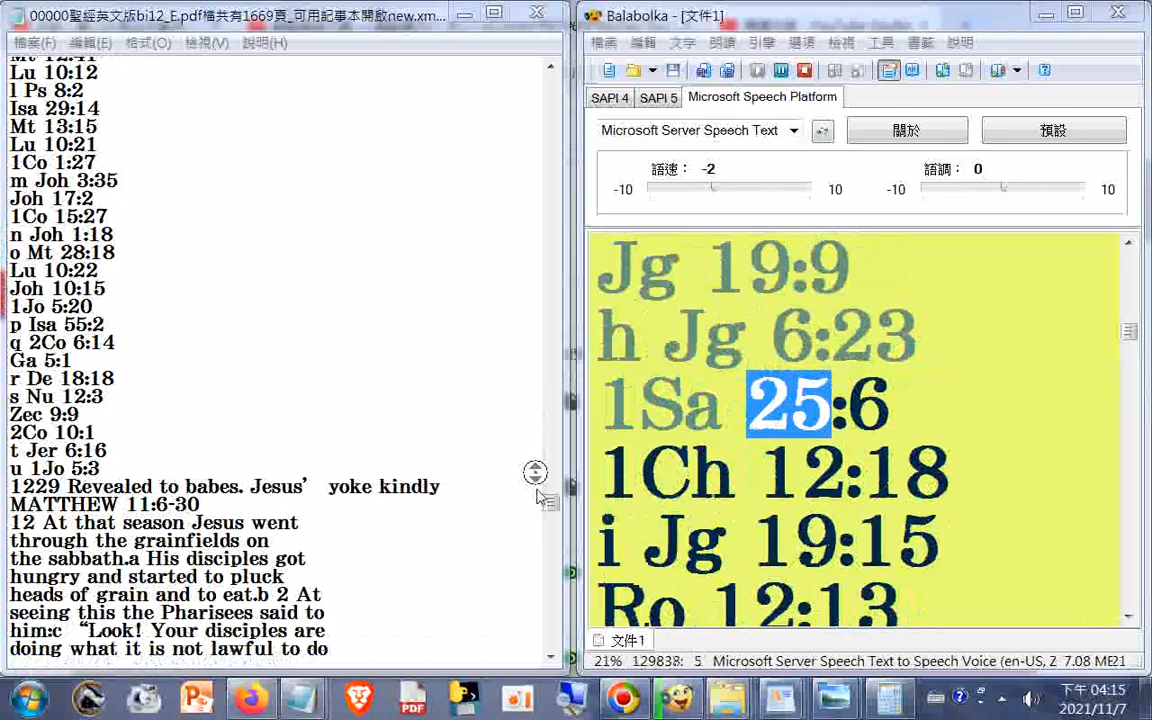 00000聖經英文版bi12_E.pdf檔共有1669頁_可用記事本開啟new.xm...
檔案(F) 編輯(E) 格式(O) 檢視(V) 說明(H)
Mt 12:41
Lu 10:12
l Ps 8:2
Isa 29:14
Mt 13:15
Lu 10:21
1Co 1:27
m Joh 3:35
Joh 17:2
1Co 15:27
n Joh 1:18
o Mt 28:18
Lu 10:22
Joh 10:15
1Jo 5:20
p Isa 55:2
q 2Co 6:14
Ga 5:1
r De 18:18
s Nu 12:3
Zec 9:9
2Co 10:1
t Jer 6:16
u 1Jo 5:3
1229 Revealed to babes. Jesus’ yoke kindly
MATTHEW 11:6-30
12 At that season Jesus went
through the grainfields on
the sabbath.a His disciples got
hungry and started to pluck
heads of grain and to eat.b 2 At
seeing this the Pharisees said to
him:c “Look! Your disciples are
doing what it is not lawful to do
Balabolka - [文件1]
檔案 編輯 文字 朗讀 引擎 選項 檢視 工具 書籤 說明
SAPI 4 SAPI 5 Microsoft Speech Platform
Microsoft Server Speech Text 關於 預設
語速： -2 語調： 0
-10 10 -10 10
Jg 19:9
h Jg 6:23
1Sa 25:6
1Ch 12:18
i Jg 19:15
Ro 12:13
文件1
21% 129838: 5 Microsoft Server Speech Text to Speech Voice (en-US, Z 7.08 ME21
下午 04:15
2021/11/7